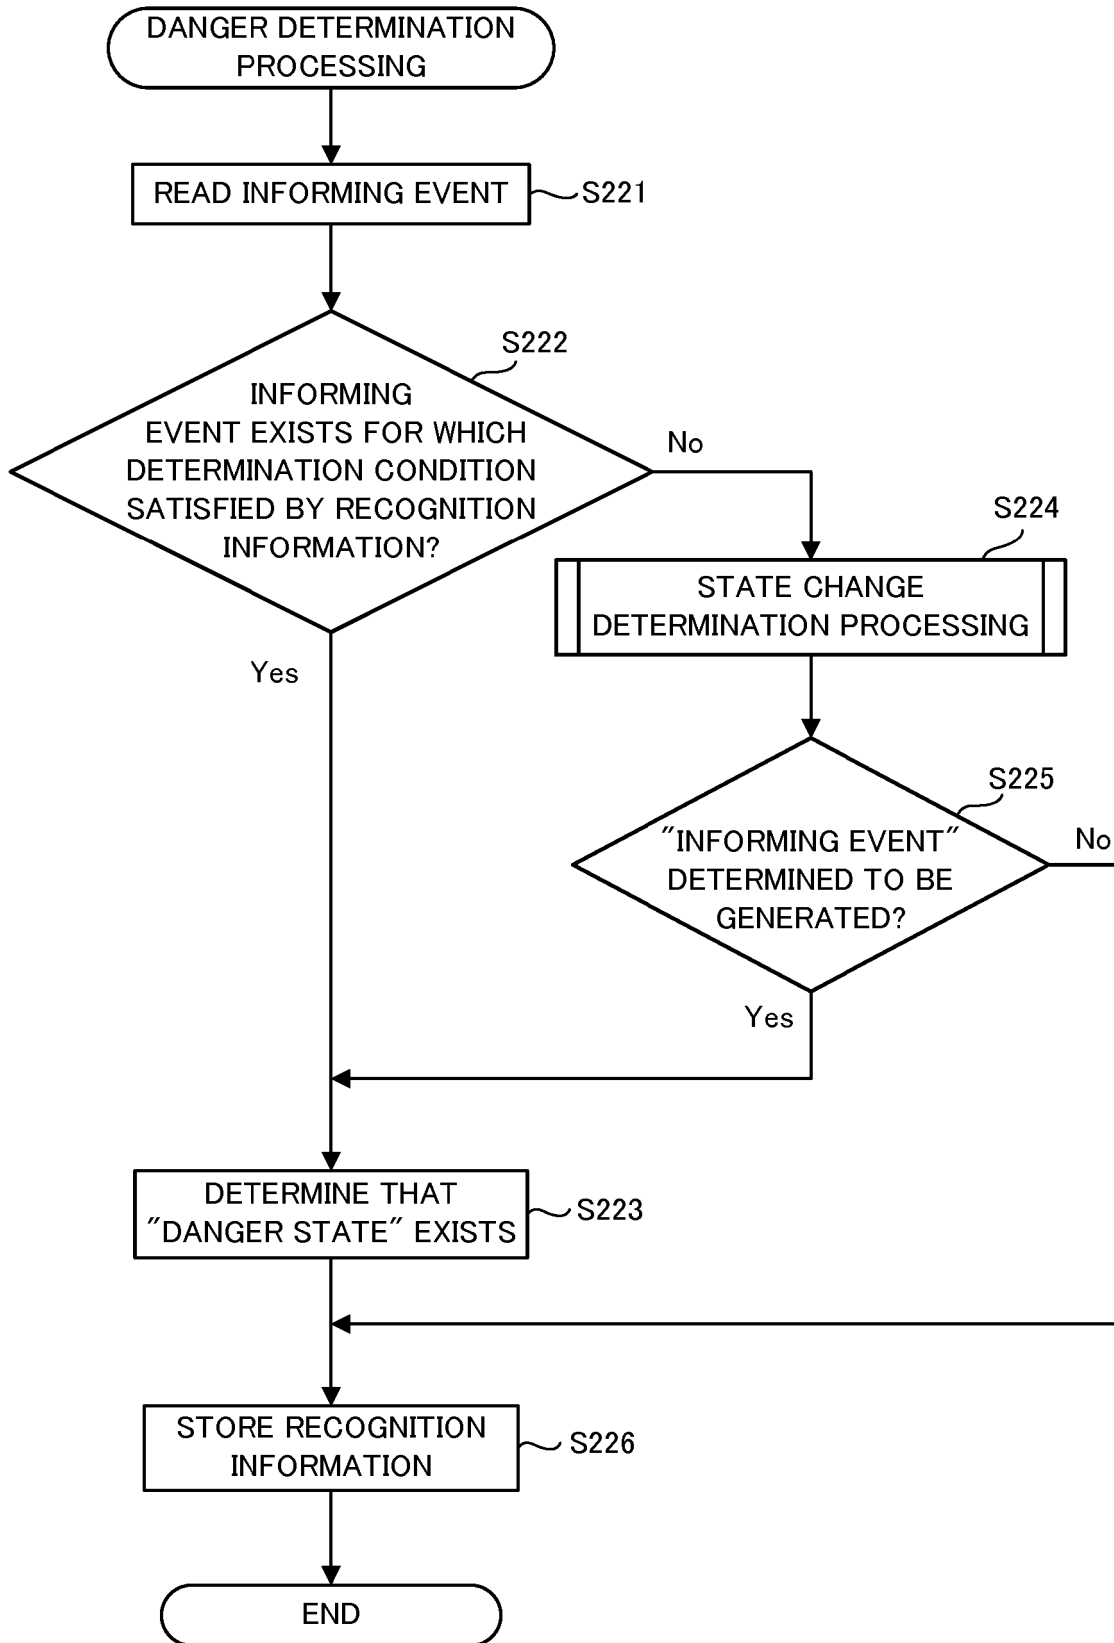 DANGER DETERMINATION
PROCESSING
READ INFORMING EVENT
S221
S222
INFORMING
EVENT EXISTS FOR WHICH
DETERMINATION CONDITION
SATISFIED BY RECOGNITION
INFORMATION?
No
Yes
S224
STATE CHANGE
DETERMINATION PROCESSING
S225
"INFORMING EVENT"
DETERMINED TO BE
GENERATED?
No
Yes
DETERMINE THAT
"DANGER STATE" EXISTS
S223
STORE RECOGNITION
INFORMATION
S226
END